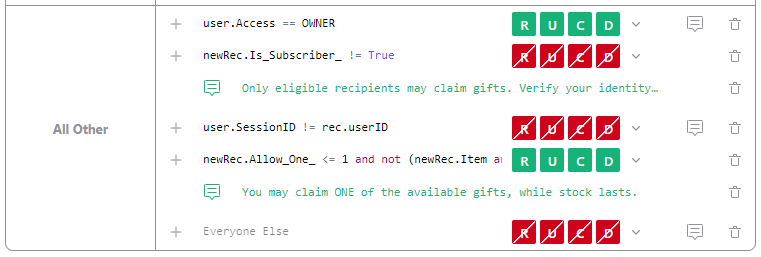 user.Access == OWNER R U C D
newRec.Is_Subscriber_ != True R U C D
Only eligible recipients may claim gifts. Verify your identity…
All Other
user.SessionID != rec.userID R U C D
newRec.Allow_One_ <= 1 and not (newRec.Item R U C D
You may claim ONE of the available gifts, while stock lasts.
Everyone Else R U C D